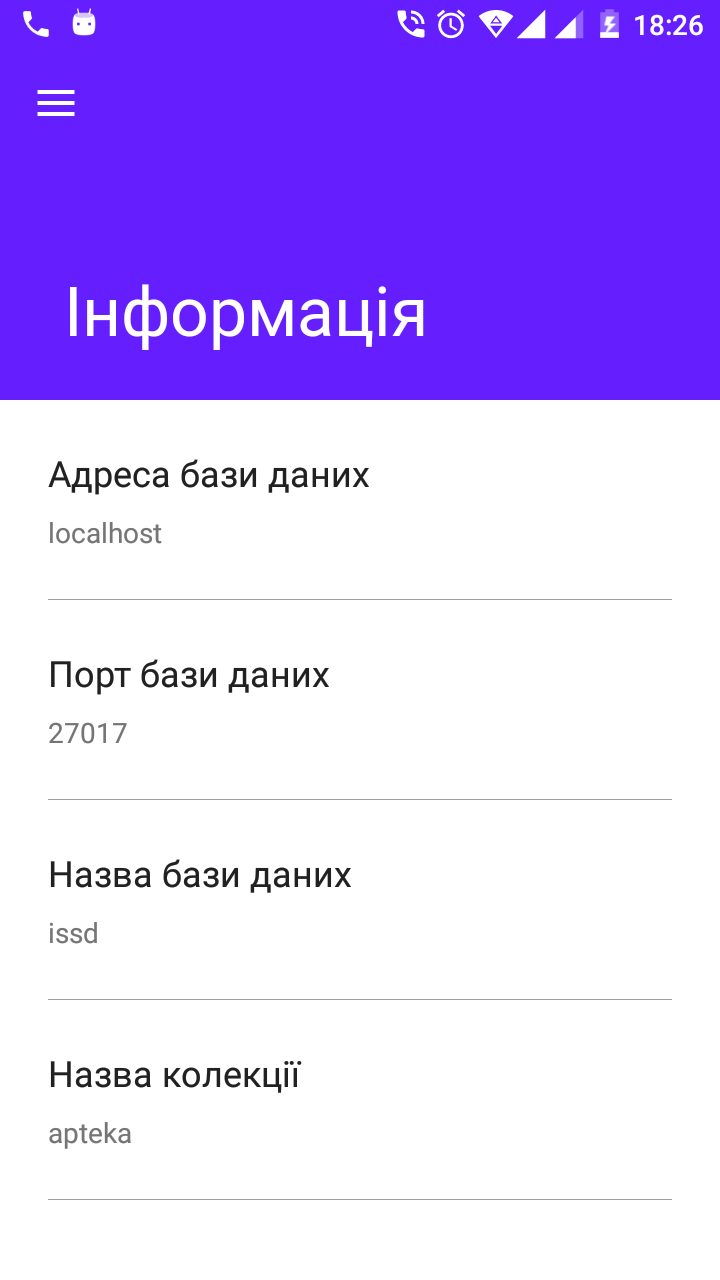 18:26
Інформація
Адреса бази даних
localhost
Порт бази даних
27017
Назва бази даних
issd
Назва колекції
apteka